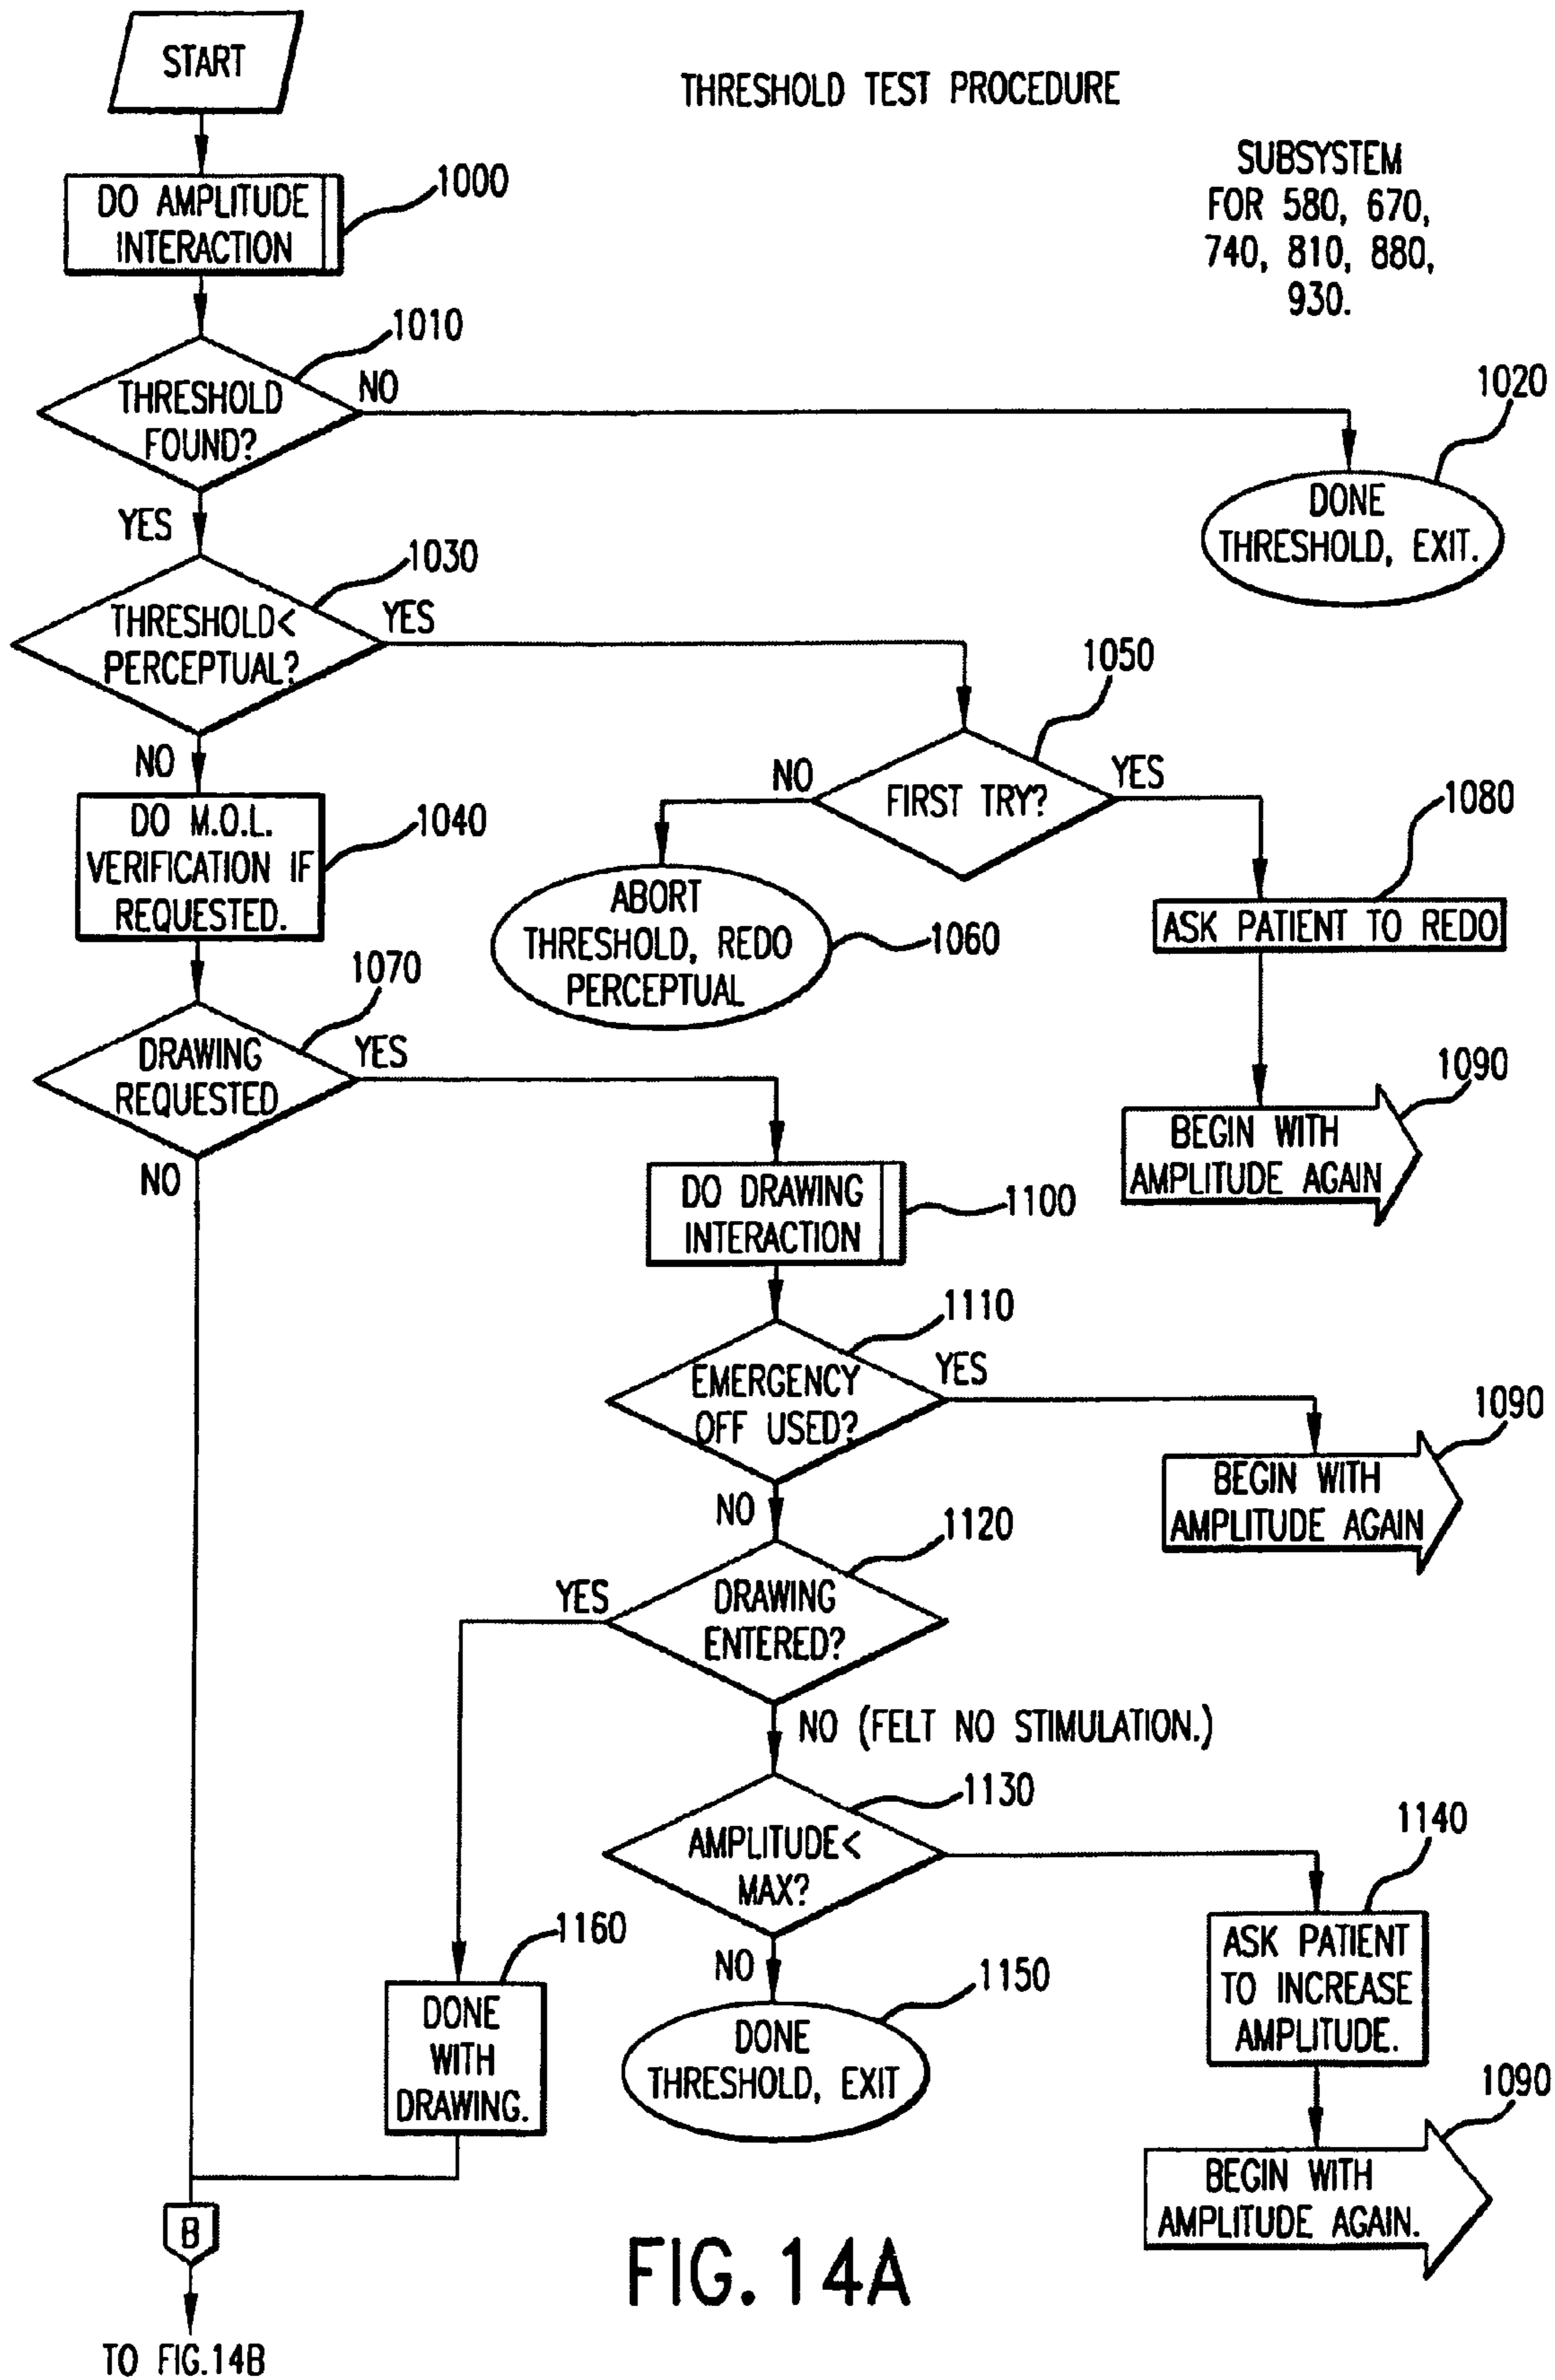 START
THRESHOLD TEST PROCEDURE
SUBSYSTEM
FOR 580, 670,
740, 810, 880,
930.
DO AMPLITUDE
INTERACTION
1000
THRESHOLD
FOUND?
1010
NO
YES
1020
DONE
THRESHOLD, EXIT.
THRESHOLD<
PERCEPTUAL?
1030
YES
NO
1050
FIRST TRY?
NO
YES
DO M.O.L.
VERIFICATION IF
REQUESTED.
1040
ABORT
THRESHOLD, REDO
PERCEPTUAL
1060
1080
ASK PATIENT TO REDO
1090
BEGIN WITH
AMPLITUDE AGAIN
1070
DRAWING
REQUESTED
YES
NO
DO DRAWING
INTERACTION
1100
1110
EMERGENCY
OFF USED?
YES
NO
1090
BEGIN WITH
AMPLITUDE AGAIN
1120
DRAWING
ENTERED?
YES
NO (FELT NO STIMULATION.)
1130
AMPLITUDE<
MAX?
NO
1140
ASK PATIENT
TO INCREASE
AMPLITUDE.
1160
DONE
WITH
DRAWING.
1150
DONE
THRESHOLD, EXIT
1090
BEGIN WITH
AMPLITUDE AGAIN.
B
TO FIG.14B
FIG. 14A